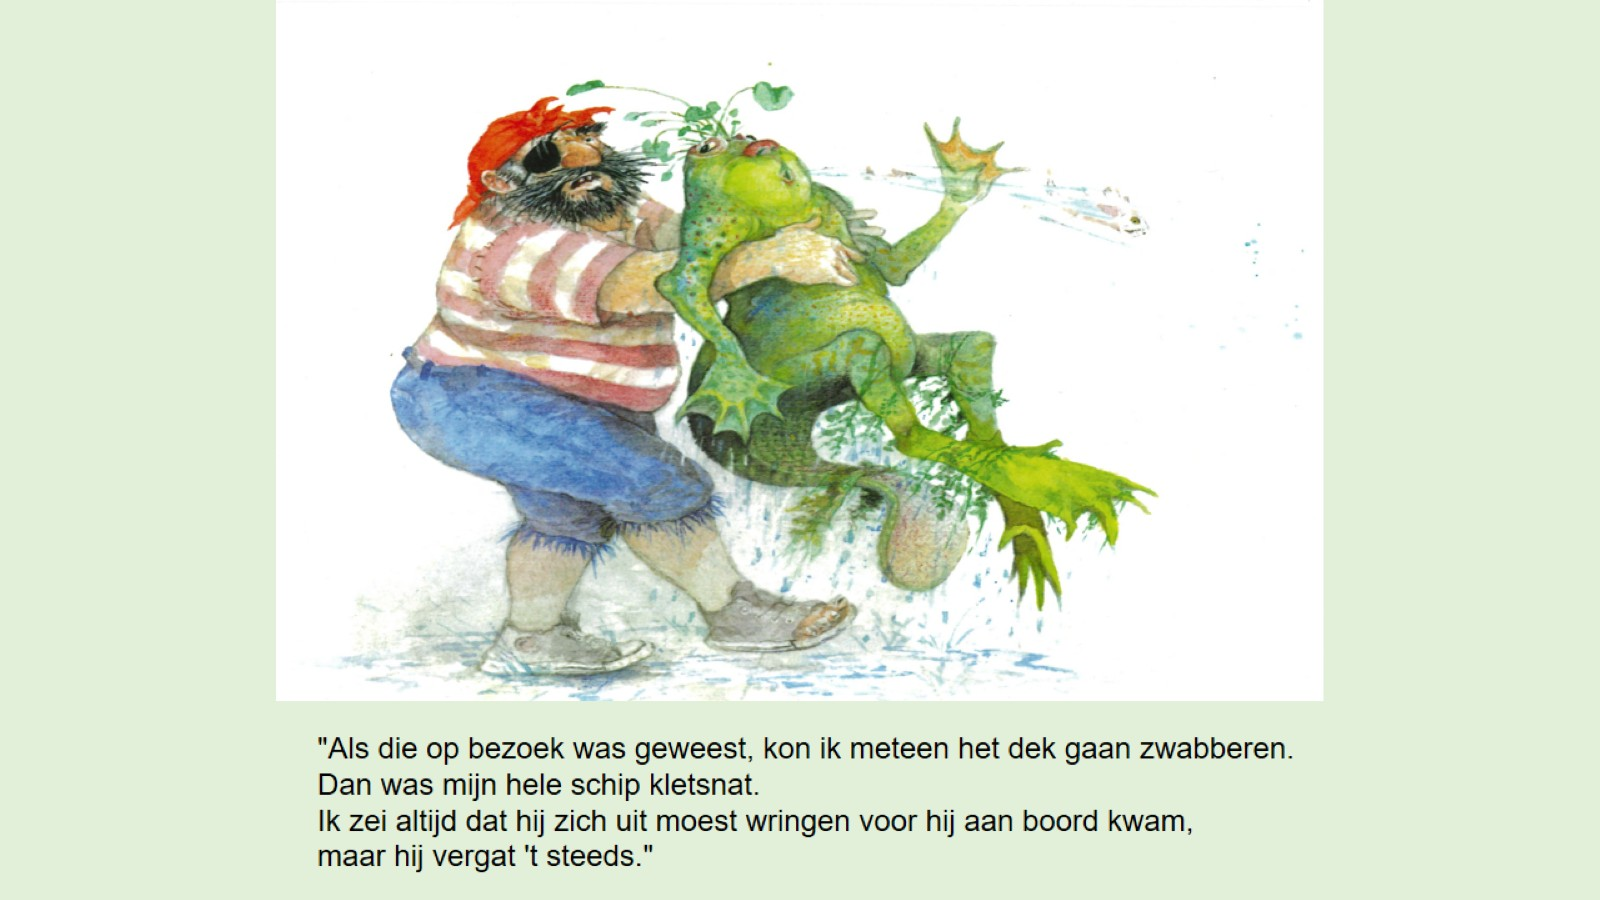 "Als die op bezoek was geweest, kon ik meteen het dek gaan zwabberen.
Dan was mijn hele schip kletsnat.
Ik zei altijd dat hij zich uit moest wringen voor hij aan boord kwam,
maar hij vergat 't steeds."